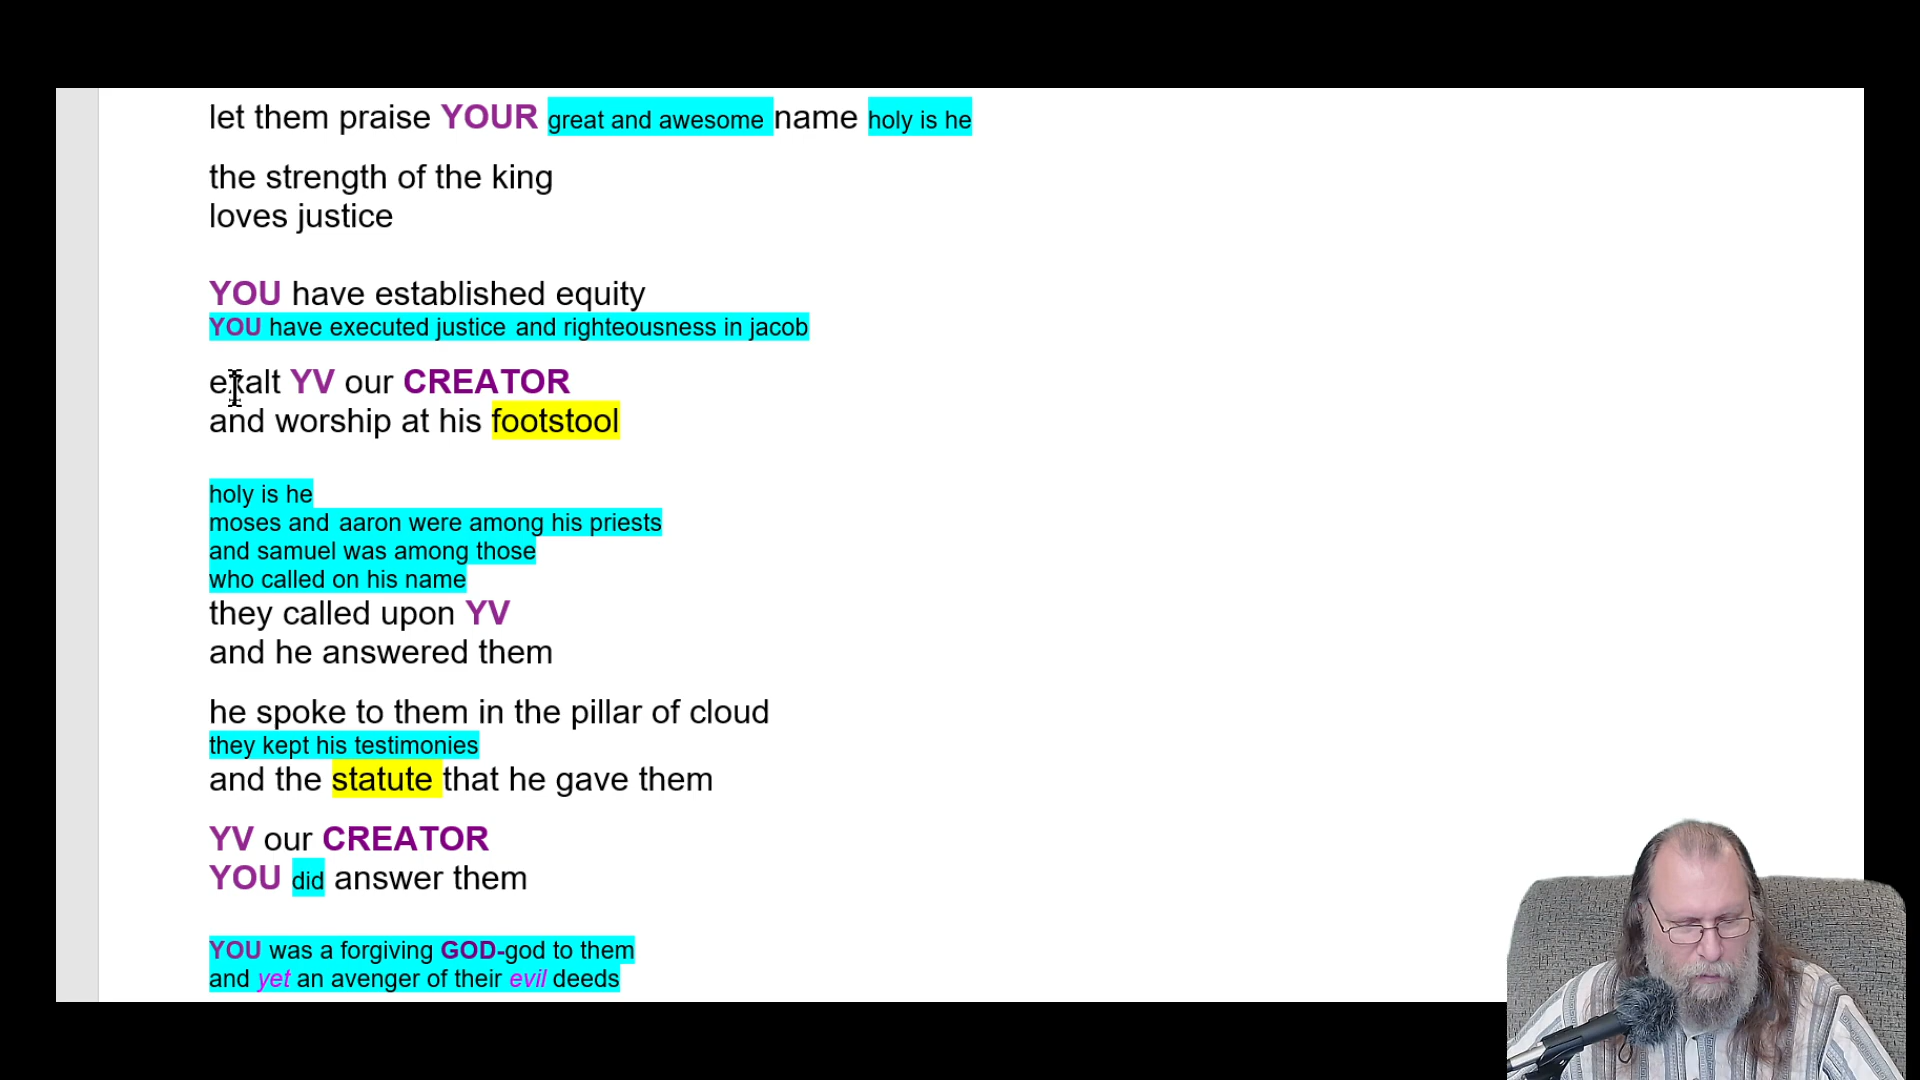 let them praise YOUR great and awesome name holy is he
the strength of the king
loves justice
YOU have established equity
YOU have executed justice and righteousness in jacob
exalt YV our CREATOR
and worship at his footstool
holy is he
moses and aaron were among his priests
and samuel was among those
who called on his name
they called upon YV
and he answered them
he spoke to them in the pillar of cloud
they kept his testimonies
and the statute that he gave them
YV our CREATOR
YOU did answer them
YOU was a forgiving GOD-god to them
and yet an avenger of their evil deeds